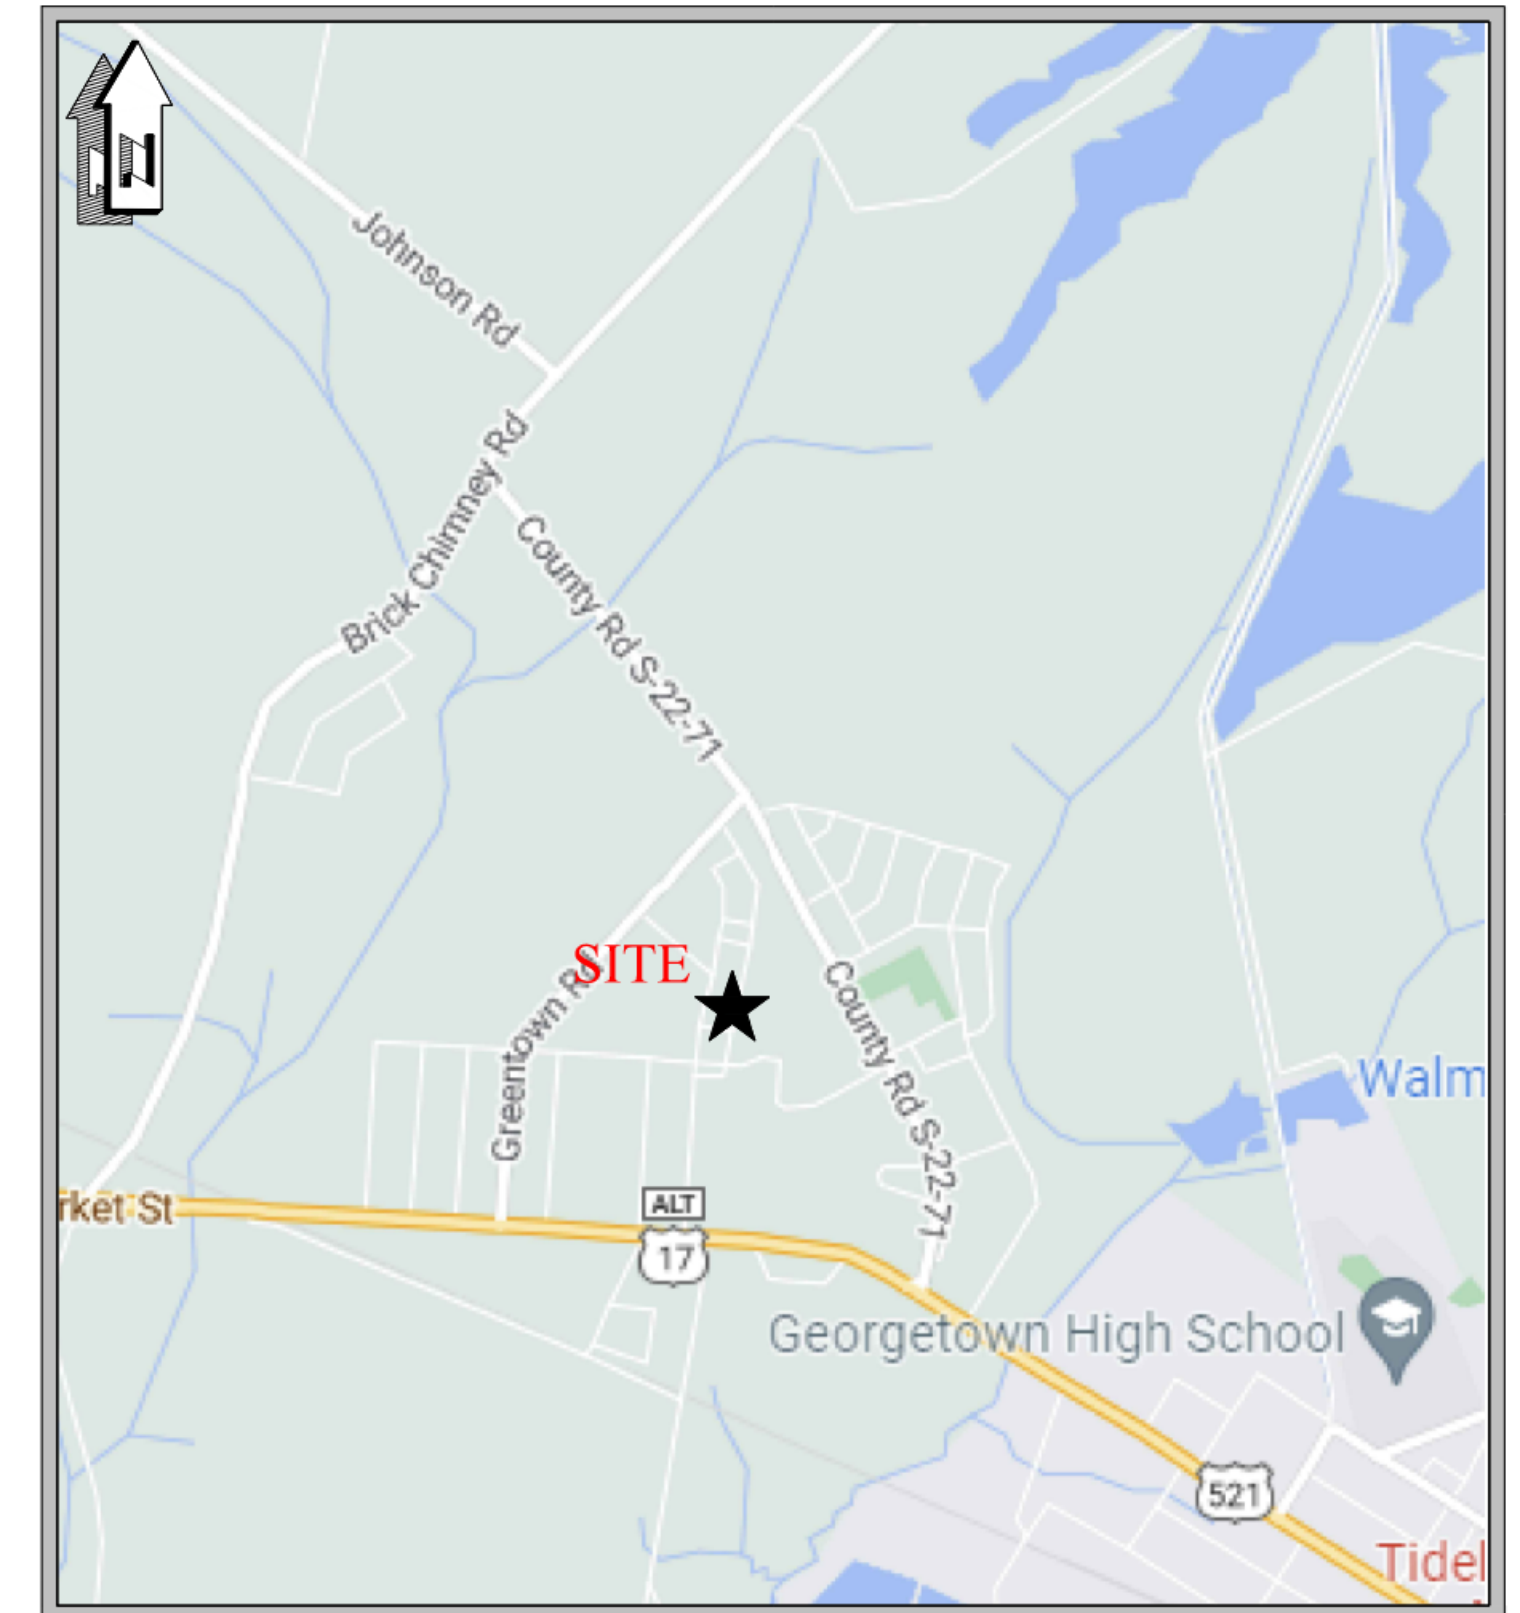 N
Johnson Rd
Brick Chimney Rd
County Rd S-22-71
SITE
Greentown Rd
County Rd S-22-71
Walm
rket St
ALT
17
Georgetown High School
521
Tidel